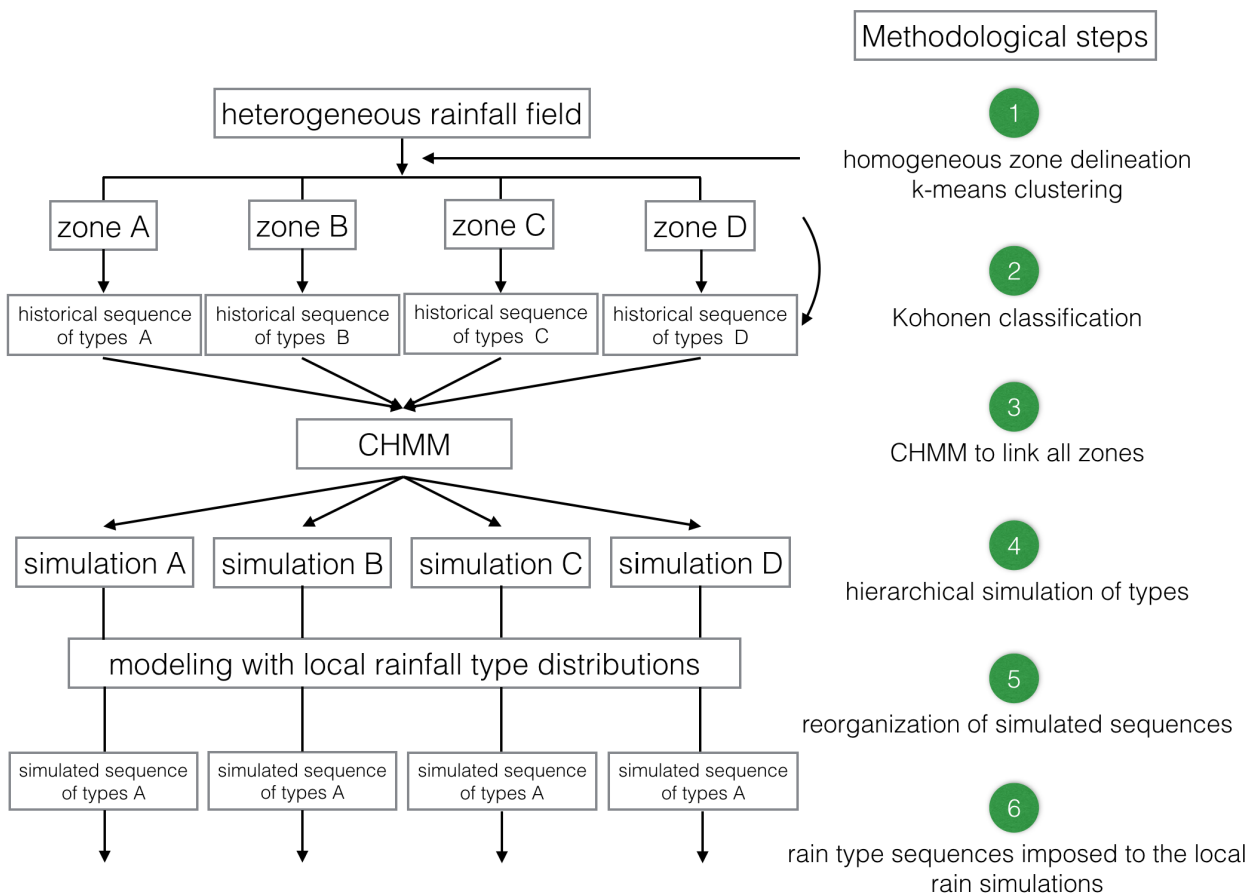 Methodological steps
heterogeneous rainfall field
1
homogeneous zone delineation
k-means clustering
zone A
zone B
zone C
zone D
2
Kohonen classification
historical sequence
of types A
historical sequence
of types B
historical sequence
of types C
historical sequence
of types D
3
CHMM to link all zones
CHMM
4
hierarchical simulation of types
simulation A
simulation B
simulation C
simulation D
modeling with local rainfall type distributions
5
reorganization of simulated sequences
simulated sequence
of types A
simulated sequence
of types A
simulated sequence
of types A
simulated sequence
of types A
6
rain type sequences imposed to the local
rain simulations